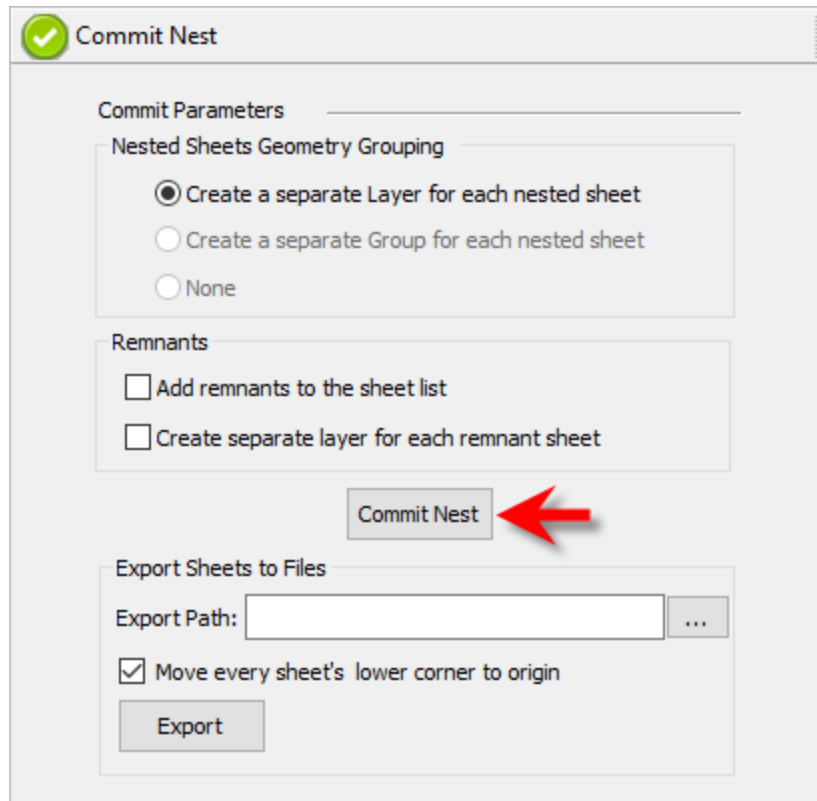 Commit Nest
Commit Parameters
Nested Sheets Geometry Grouping
Create a separate Layer for each nested sheet
Create a separate Group for each nested sheet
None
Remnants
Add remnants to the sheet list
Create separate layer for each remnant sheet
Commit Nest
Export Sheets to Files
Export Path: ...
Move every sheet's lower corner to origin
Export